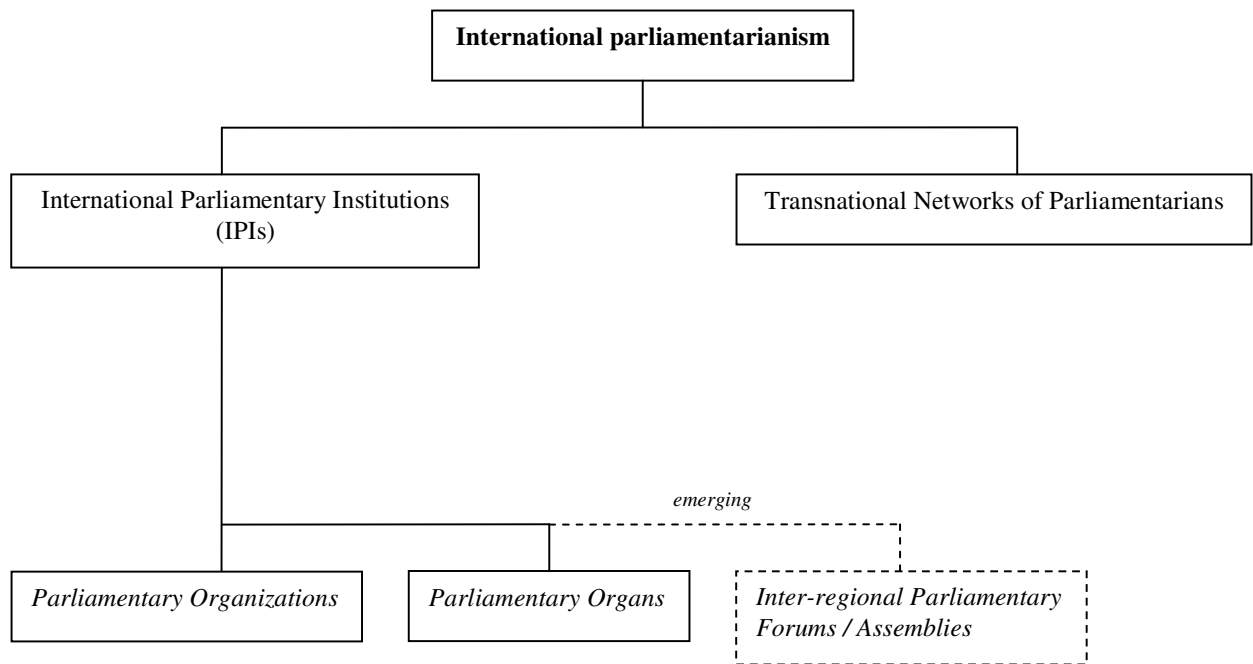 International parliamentarianism
International Parliamentary Institutions
(IPIs)
Transnational Networks of Parliamentarians
emerging
Parliamentary Organizations
Parliamentary Organs
Inter-regional Parliamentary
Forums / Assemblies